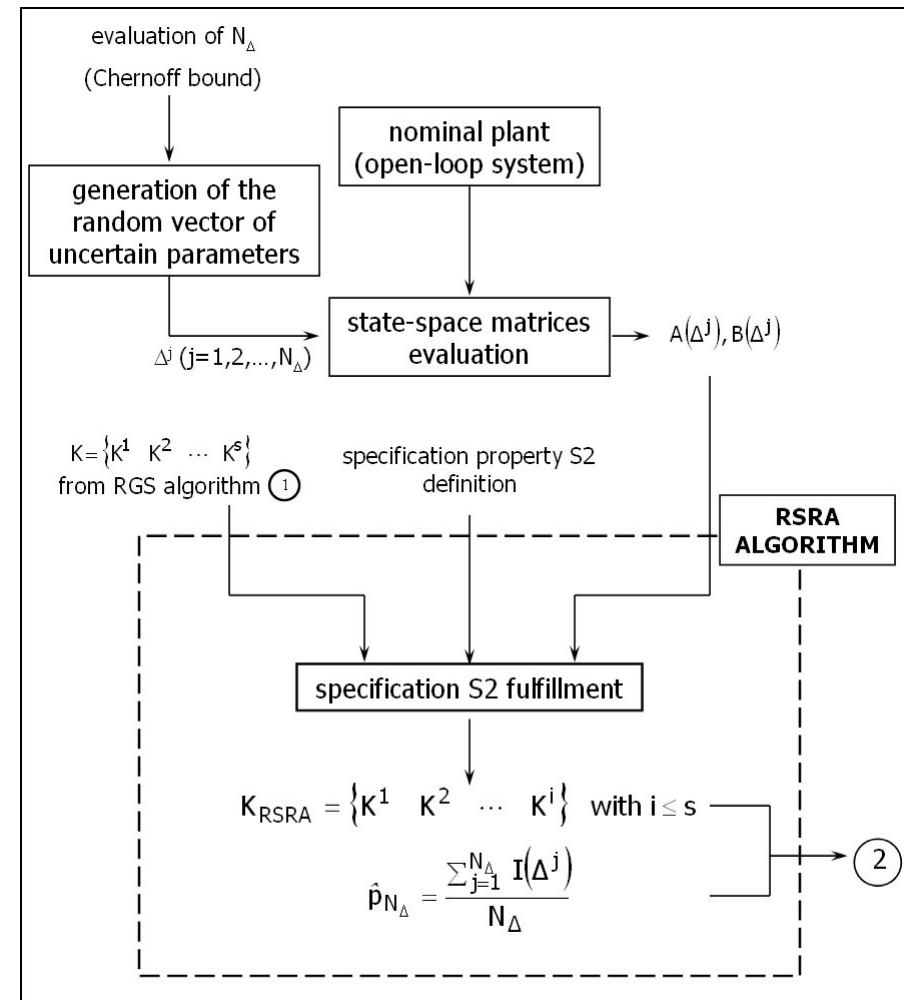 evaluation of N_Δ
(Chernoff bound)
nominal plant
(open-loop system)
generation of the
random vector of
uncertain parameters
state-space matrices
evaluation
A(Δ^j), B(Δ^j)
Δ^j (j=1,2,...,N_Δ)
K={K^1 K^2 ... K^s}
from RGS algorithm 1
specification property S2
definition
RSRA
ALGORITHM
specification S2 fulfillment
K_RSRA = {K^1 K^2 ... K^i} with i ≤ s
2
p̂_{N_Δ} = \frac{∑_{j=1}^{N_Δ} I(Δ^j)}{N_Δ}